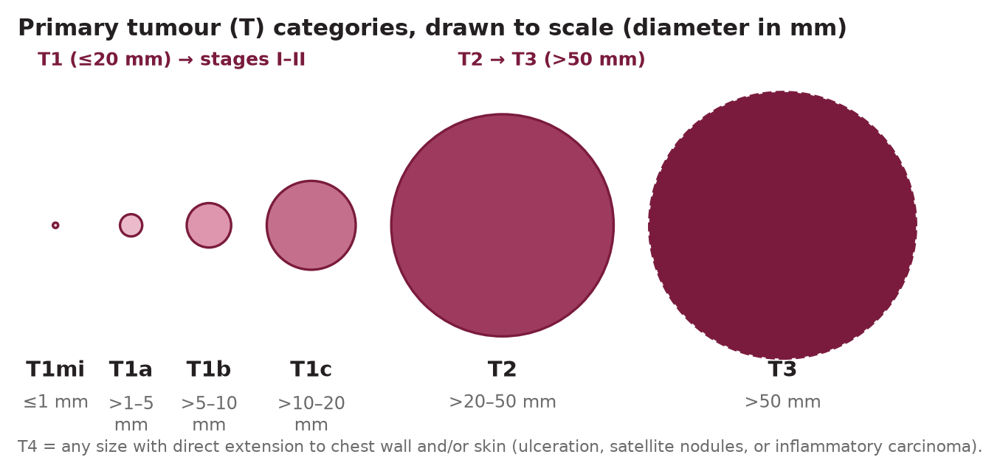 Primary tumour (T) categories, drawn to scale (diameter in mm)
T1 (≤20 mm) → stages I–II
T2 → T3 (>50 mm)
T1mi
T1a
T1b
T1c
T2
T3
≤1 mm
>1–5
mm
>5–10
mm
>10–20
mm
>20–50 mm
>50 mm
T4 = any size with direct extension to chest wall and/or skin (ulceration, satellite nodules, or inflammatory carcinoma).